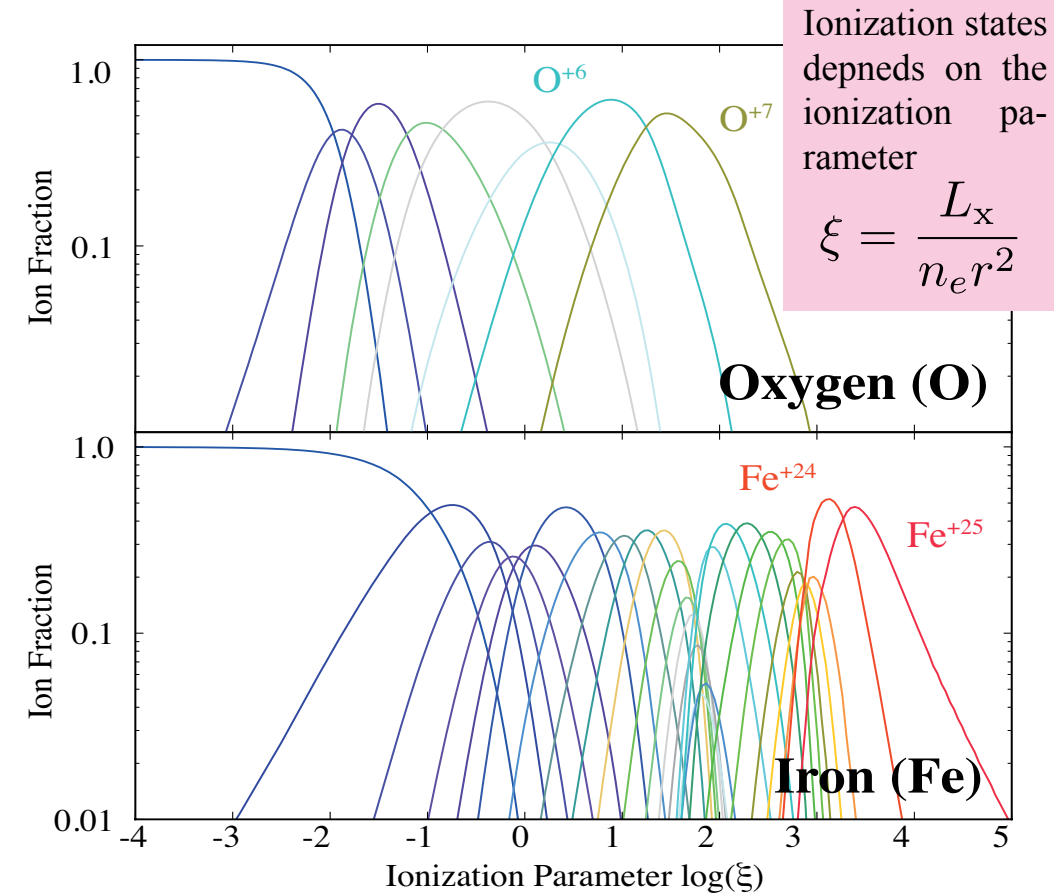 Ionization states
depneds on the
ionization pa-
rameter
ξ = Lₓ / nₑr²
1.0
O⁺⁶
O⁺⁷
0.1
Ion Fraction
Oxygen (O)
1.0
Fe⁺²⁴
Fe⁺²⁵
0.1
Ion Fraction
Iron (Fe)
0.01
-4 -3 -2 -1 0 1 2 3 4 5
Ionization Parameter log(ξ)